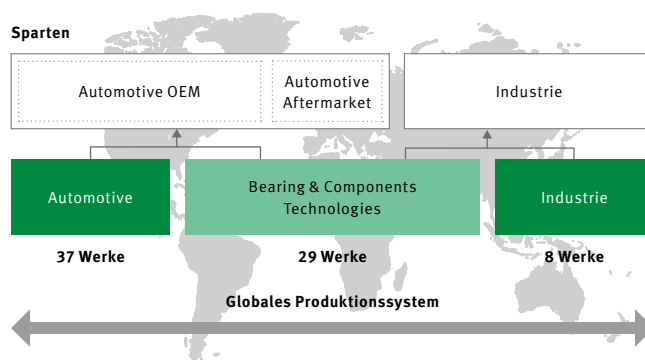 Sparten
Automotive OEM
Automotive
Aftermarket
Industrie
Automotive
Bearing & Components
Technologies
Industrie
37 Werke
29 Werke
8 Werke
Globales Produktionssystem